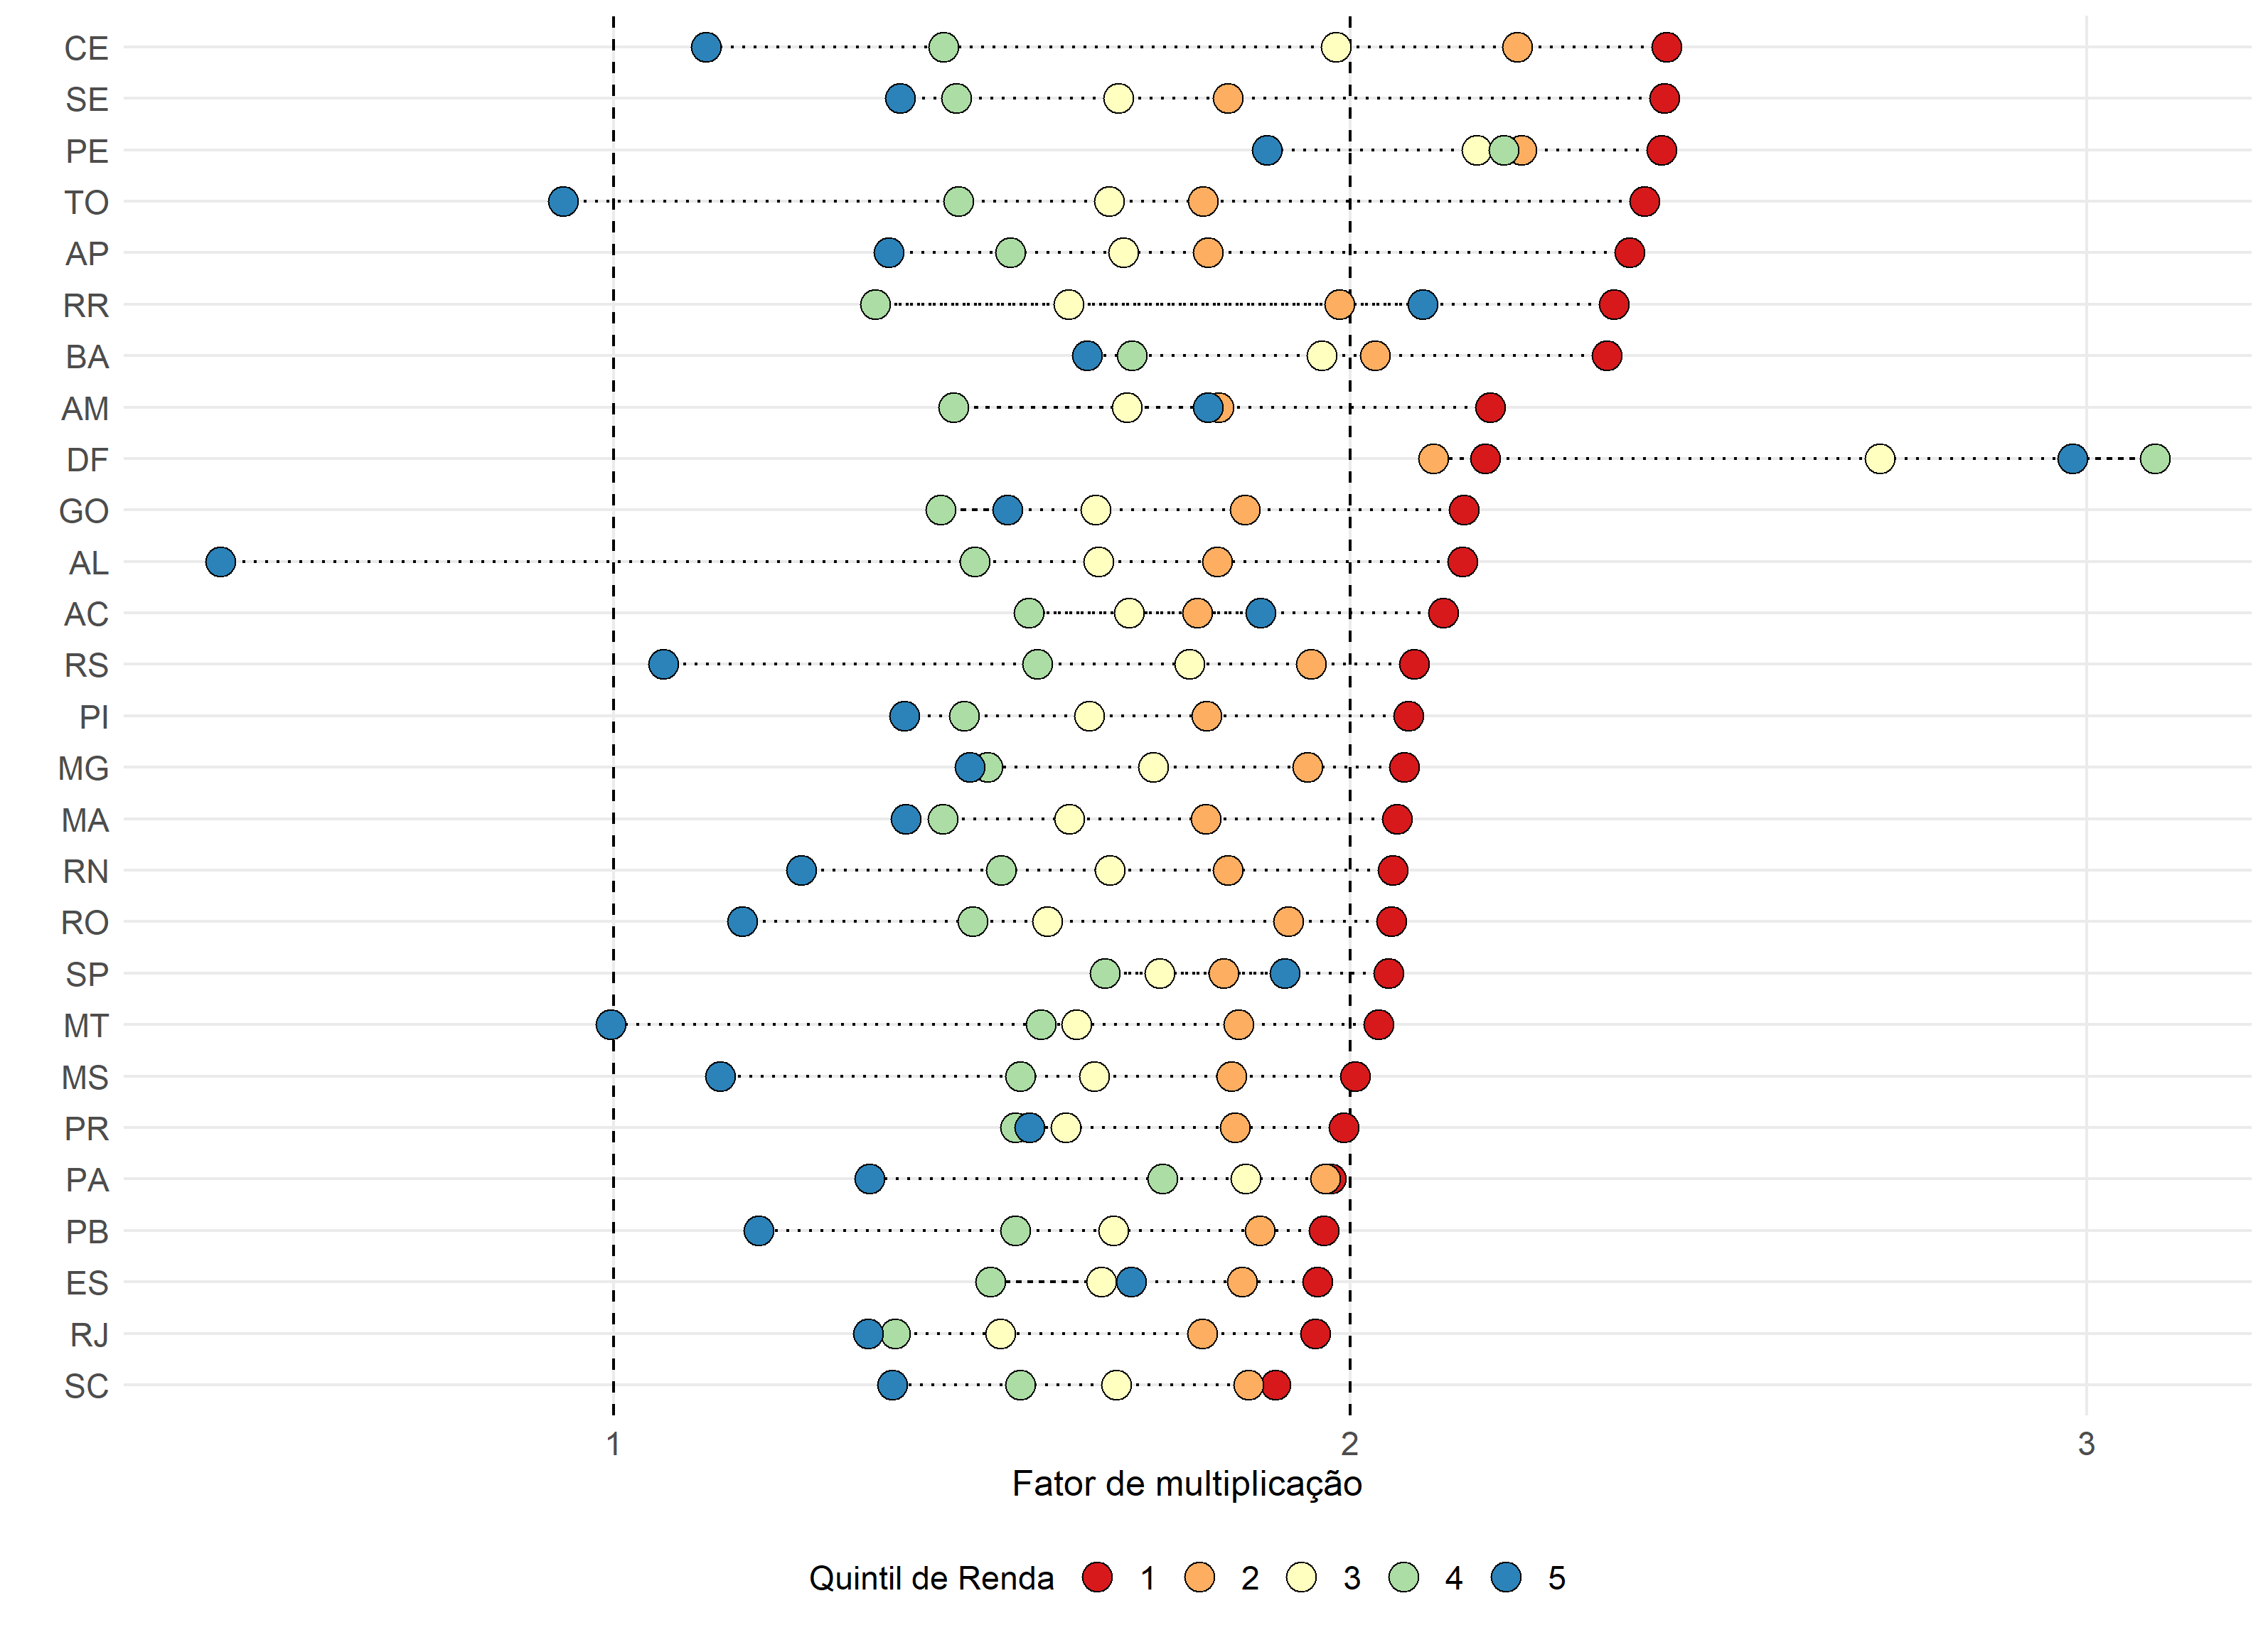 CE
SE
PE
TO
AP
RR
BA
AM
DF
GO
AL
AC
RS
PI
MG
MA
RN
RO
SP
MT
MS
PR
PA
PB
ES
RJ
SC
1 2 3
Fator de multiplicação
Quintil de Renda 1 2 3 4 5